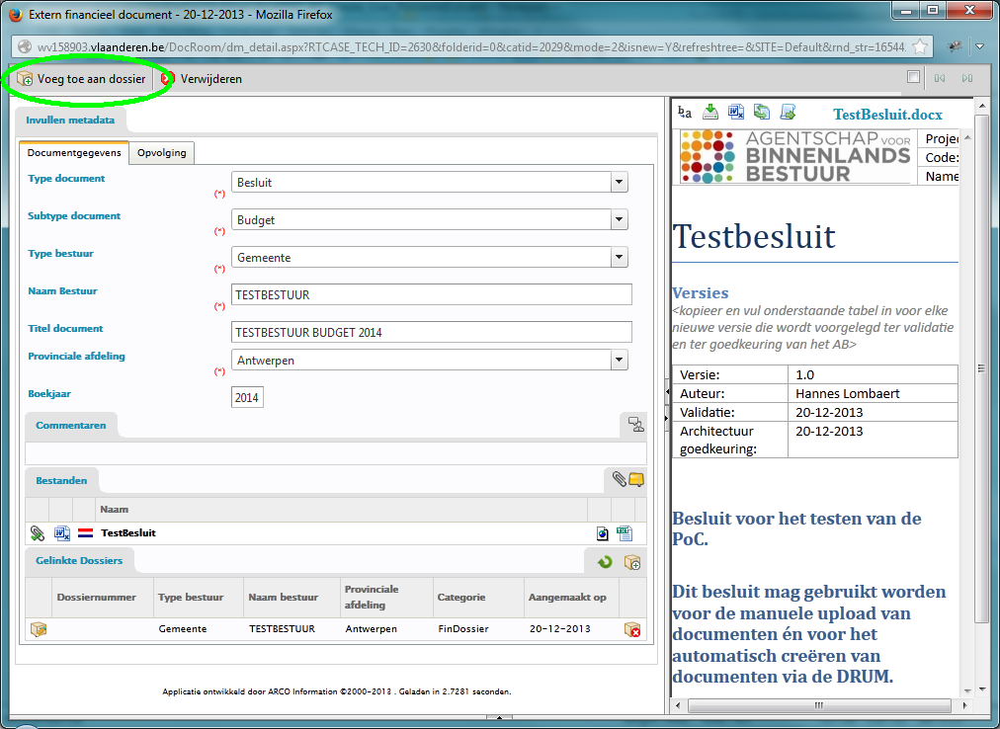 Extern financieel document - 20-12-2013 - Mozilla Firefox
wv158903.vlaanderen.be/DocRoom/dm_detail.aspx?RTCASE_TECH_ID=2630&folderid=0&catid=2029&mode=2&isnew=Y&refreshtree=&SITE=Default&rnd_str=16544
Voeg toe aan dossier
Verwijderen
Invullen metadata
Documentgegevens
Opvolging
Type document
(*)
Besluit
Subtype document
(*)
Budget
Type bestuur
(*)
Gemeente
Naam Bestuur
(*)
TESTBESTUUR
Titel document
TESTBESTUUR BUDGET 2014
Provinciale afdeling
(*)
Antwerpen
Boekjaar
2014
Commentaren
Bestanden
Naam
TestBesluit
TXT
Gelinkte Dossiers
Dossiernummer
Type bestuur
Naam bestuur
Provinciale
afdeling
Categorie
Aangemaakt op
Gemeente
TESTBESTUUR
Antwerpen
FinDossier
20-12-2013
Applicatie ontwikkeld door ARCO Information ©2000-2013 . Geladen in 2.7281 seconden.
TestBesluit.docx
AGENTSCHAP VOOR
BINNENLANDS
BESTUUR
Projec
Code:
Name
Testbesluit
Versies
<kopieer en vul onderstaande tabel in voor elke
nieuwe versie die wordt voorgelegd ter validatie
en ter goedkeuring van het AB>
Versie: 1.0
Auteur: Hannes Lombaert
Validatie: 20-12-2013
Architectuur 20-12-2013
goedkeuring:
Besluit voor het testen van de
PoC.
Dit besluit mag gebruikt worden
voor de manuele upload van
documenten én voor het
automatisch creëren van
documenten via de DRUM.